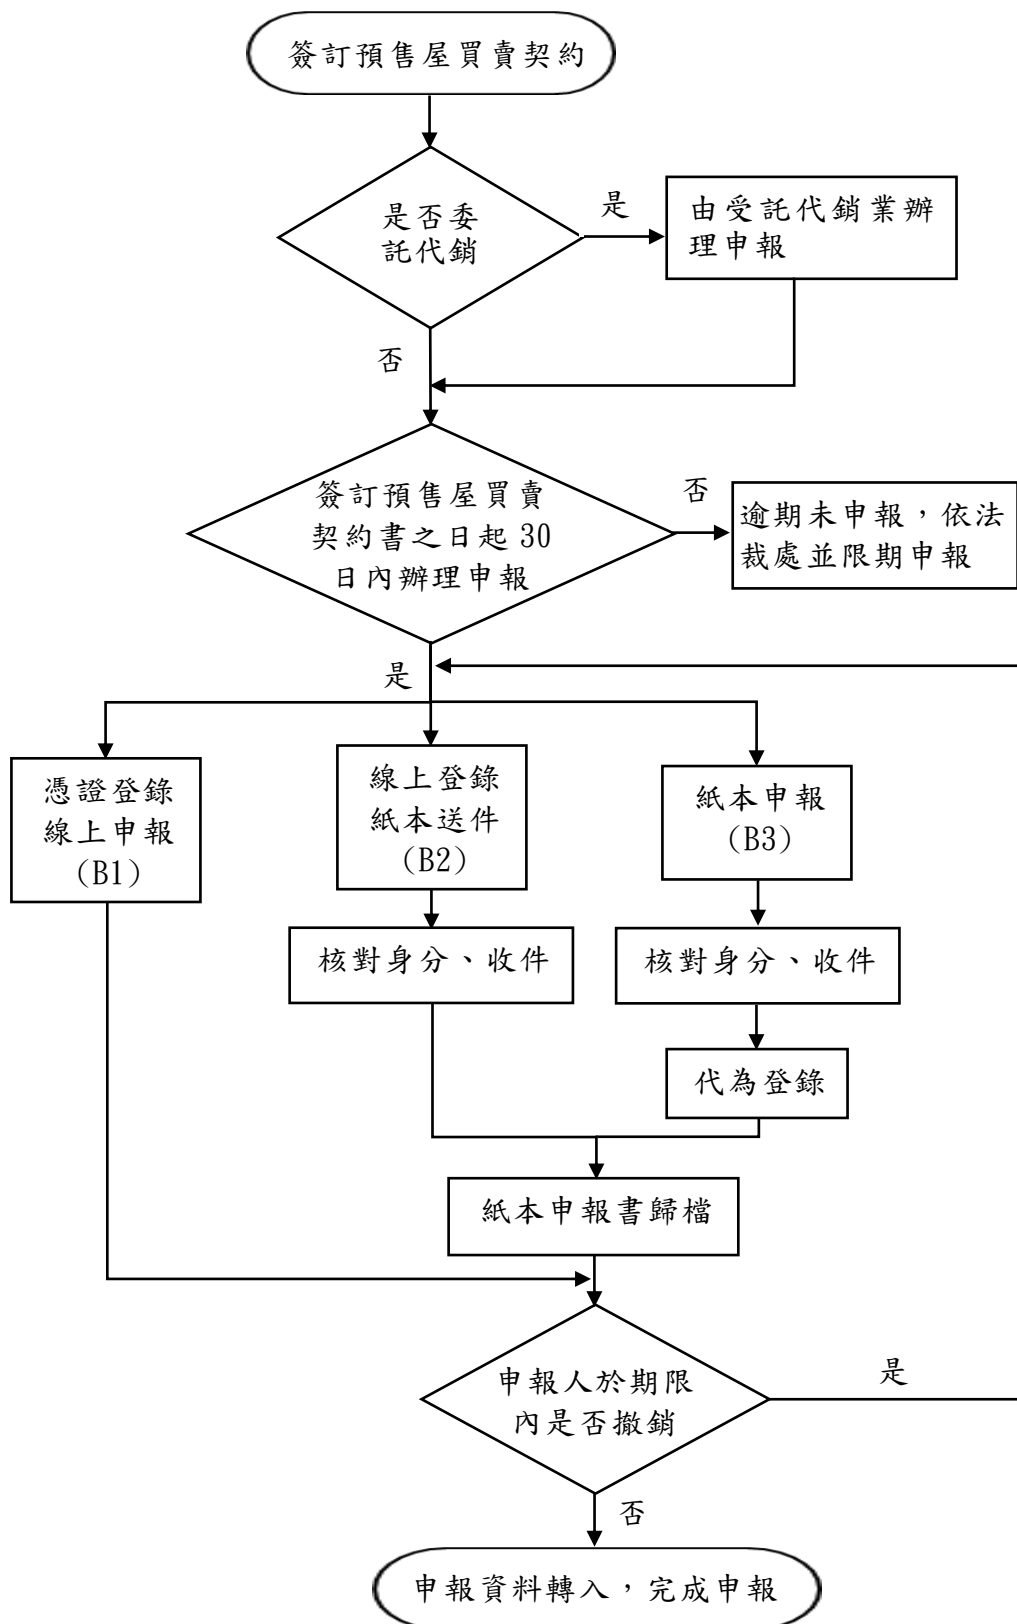 簽訂預售屋買賣契約
是否委
託代銷
是
由受託代銷業辦
理申報
否
簽訂預售屋買賣
契約書之日起 30
日內辦理申報
否
逾期未申報，依法
裁處並限期申報
是
憑證登錄
線上申報
(B1)
線上登錄
紙本送件
(B2)
紙本申報
(B3)
核對身分、收件
核對身分、收件
代為登錄
紙本申報書歸檔
申報人於期限
內是否撤銷
是
否
申報資料轉入，完成申報